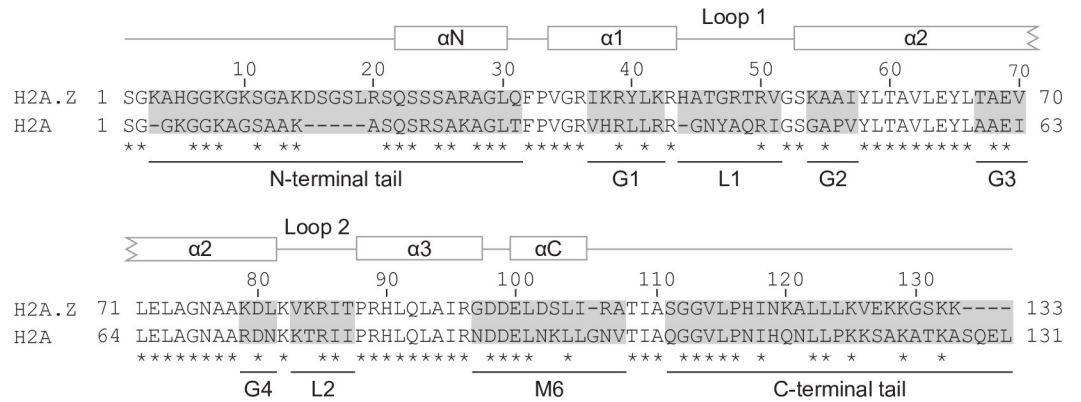 Loop 1
αN α1 α2
10 20 30 40 50 60 70
H2A.Z 1 SGKAHGGKGKSGAKDSGSLRSQSSSARAGLQFPVGRIKRYLKRHATGRTRVGSKAAIYLTAVLEYLTAEV 70
H2A 1 SG-GKGGKAGSAAK-----ASQSRSAKAGLTFPVGRVHRLLRR-GNYAQRIGSGAPVYLTAVLEYLAAEI 63
** *** * ** *** ** *** ***** * * * * ** * ********* **
N-terminal tail G1 L1 G2 G3
Loop 2
α2 α3 αC
80 90 100 110 120 130
H2A.Z 71 LELAGNAAKDLKVKRITPRHLQLAIRGDDELDSLI-RATIASGGVLPHINKALLLKVEKKGSKK---- 133
H2A 64 LELAGNAARDNKKTRIIPRHLQLAIRNDDELNKLLGNVTIAQGGVLPNIHQNLLPKKSAKATKASQEL 131
******** * * ** ********* **** * *** ***** * ** * * *
G4 L2 M6 C-terminal tail